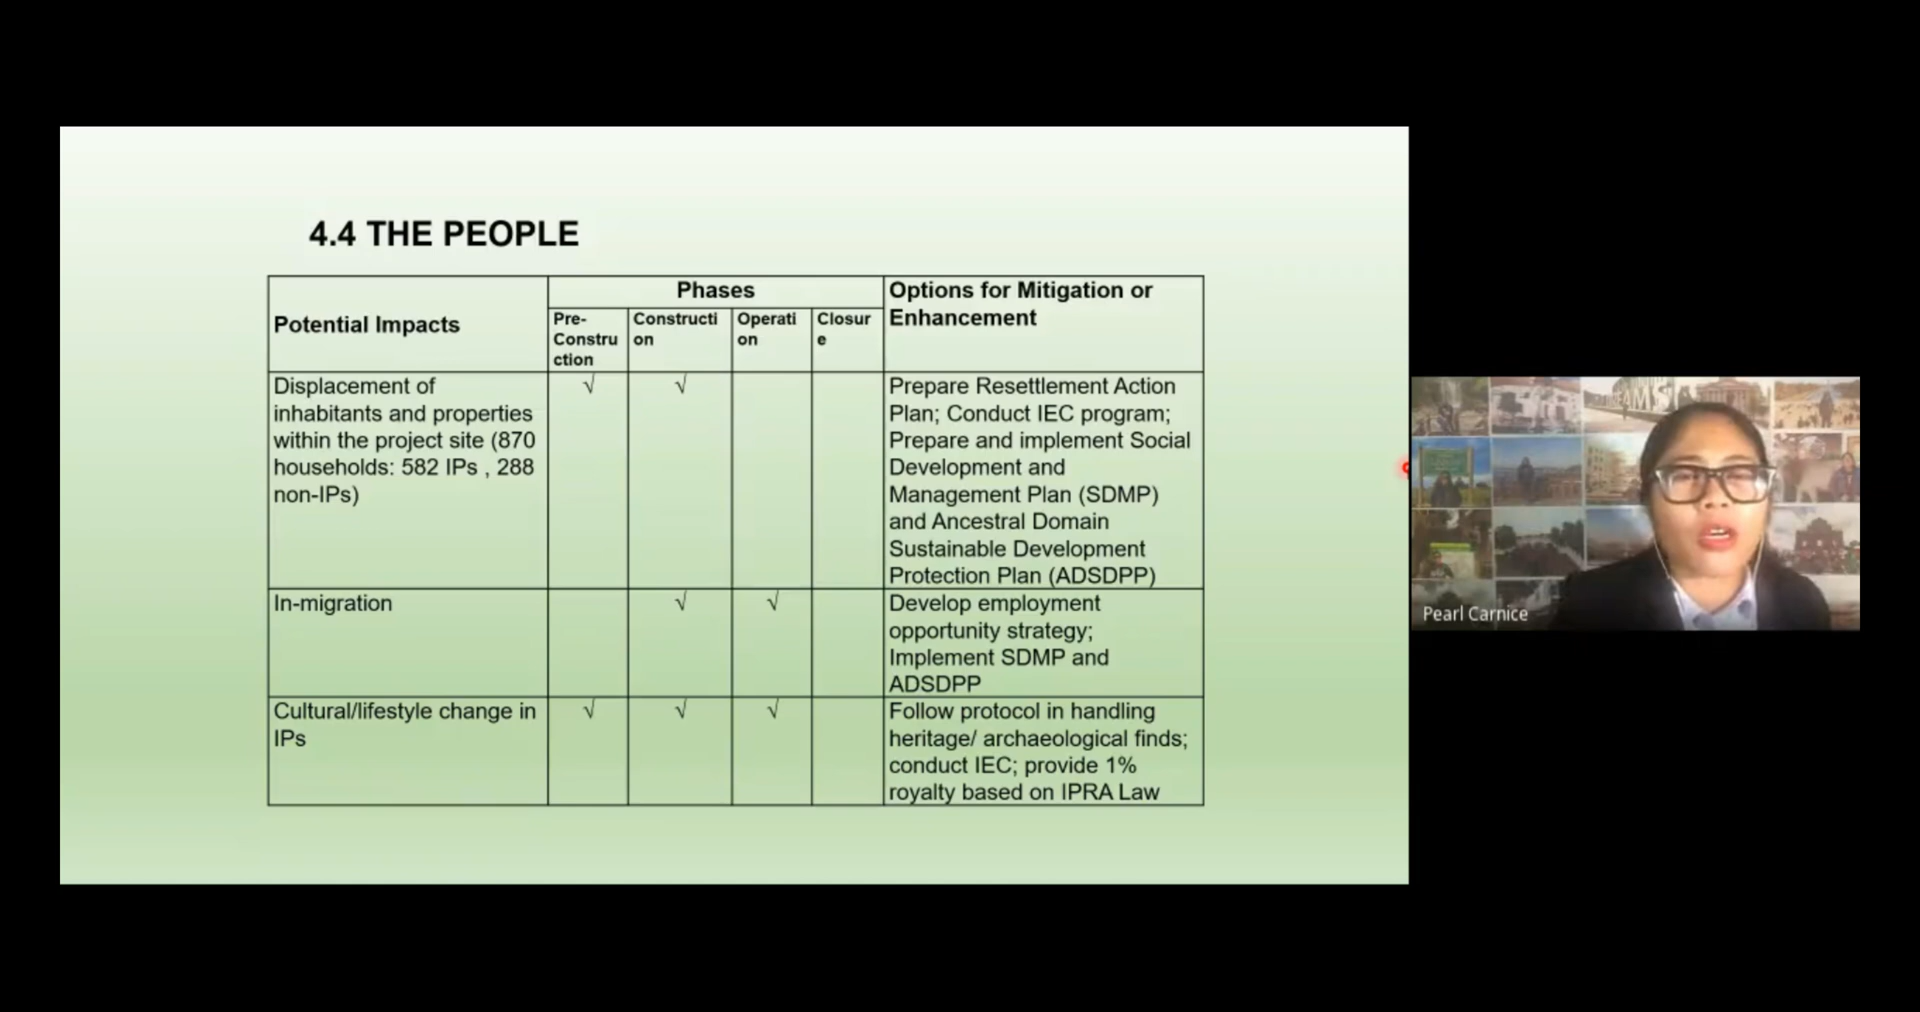 4.4 THE PEOPLE
Potential Impacts
Phases
Options for Mitigation or
Enhancement
Pre-
Constru
ction
Constructi
on
Operati
on
Closur
e
Displacement of
inhabitants and properties
within the project site (870
households: 582 IPs , 288
non-IPs)
√ √
Prepare Resettlement Action
Plan; Conduct IEC program;
Prepare and implement Social
Development and
Management Plan (SDMP)
and Ancestral Domain
Sustainable Development
Protection Plan (ADSDPP)
In-migration
√ √
Develop employment
opportunity strategy;
Implement SDMP and
ADSDPP
Cultural/lifestyle change in
IPs
√ √ √
Follow protocol in handling
heritage/ archaeological finds;
conduct IEC; provide 1%
royalty based on IPRA Law
Pearl Carnice